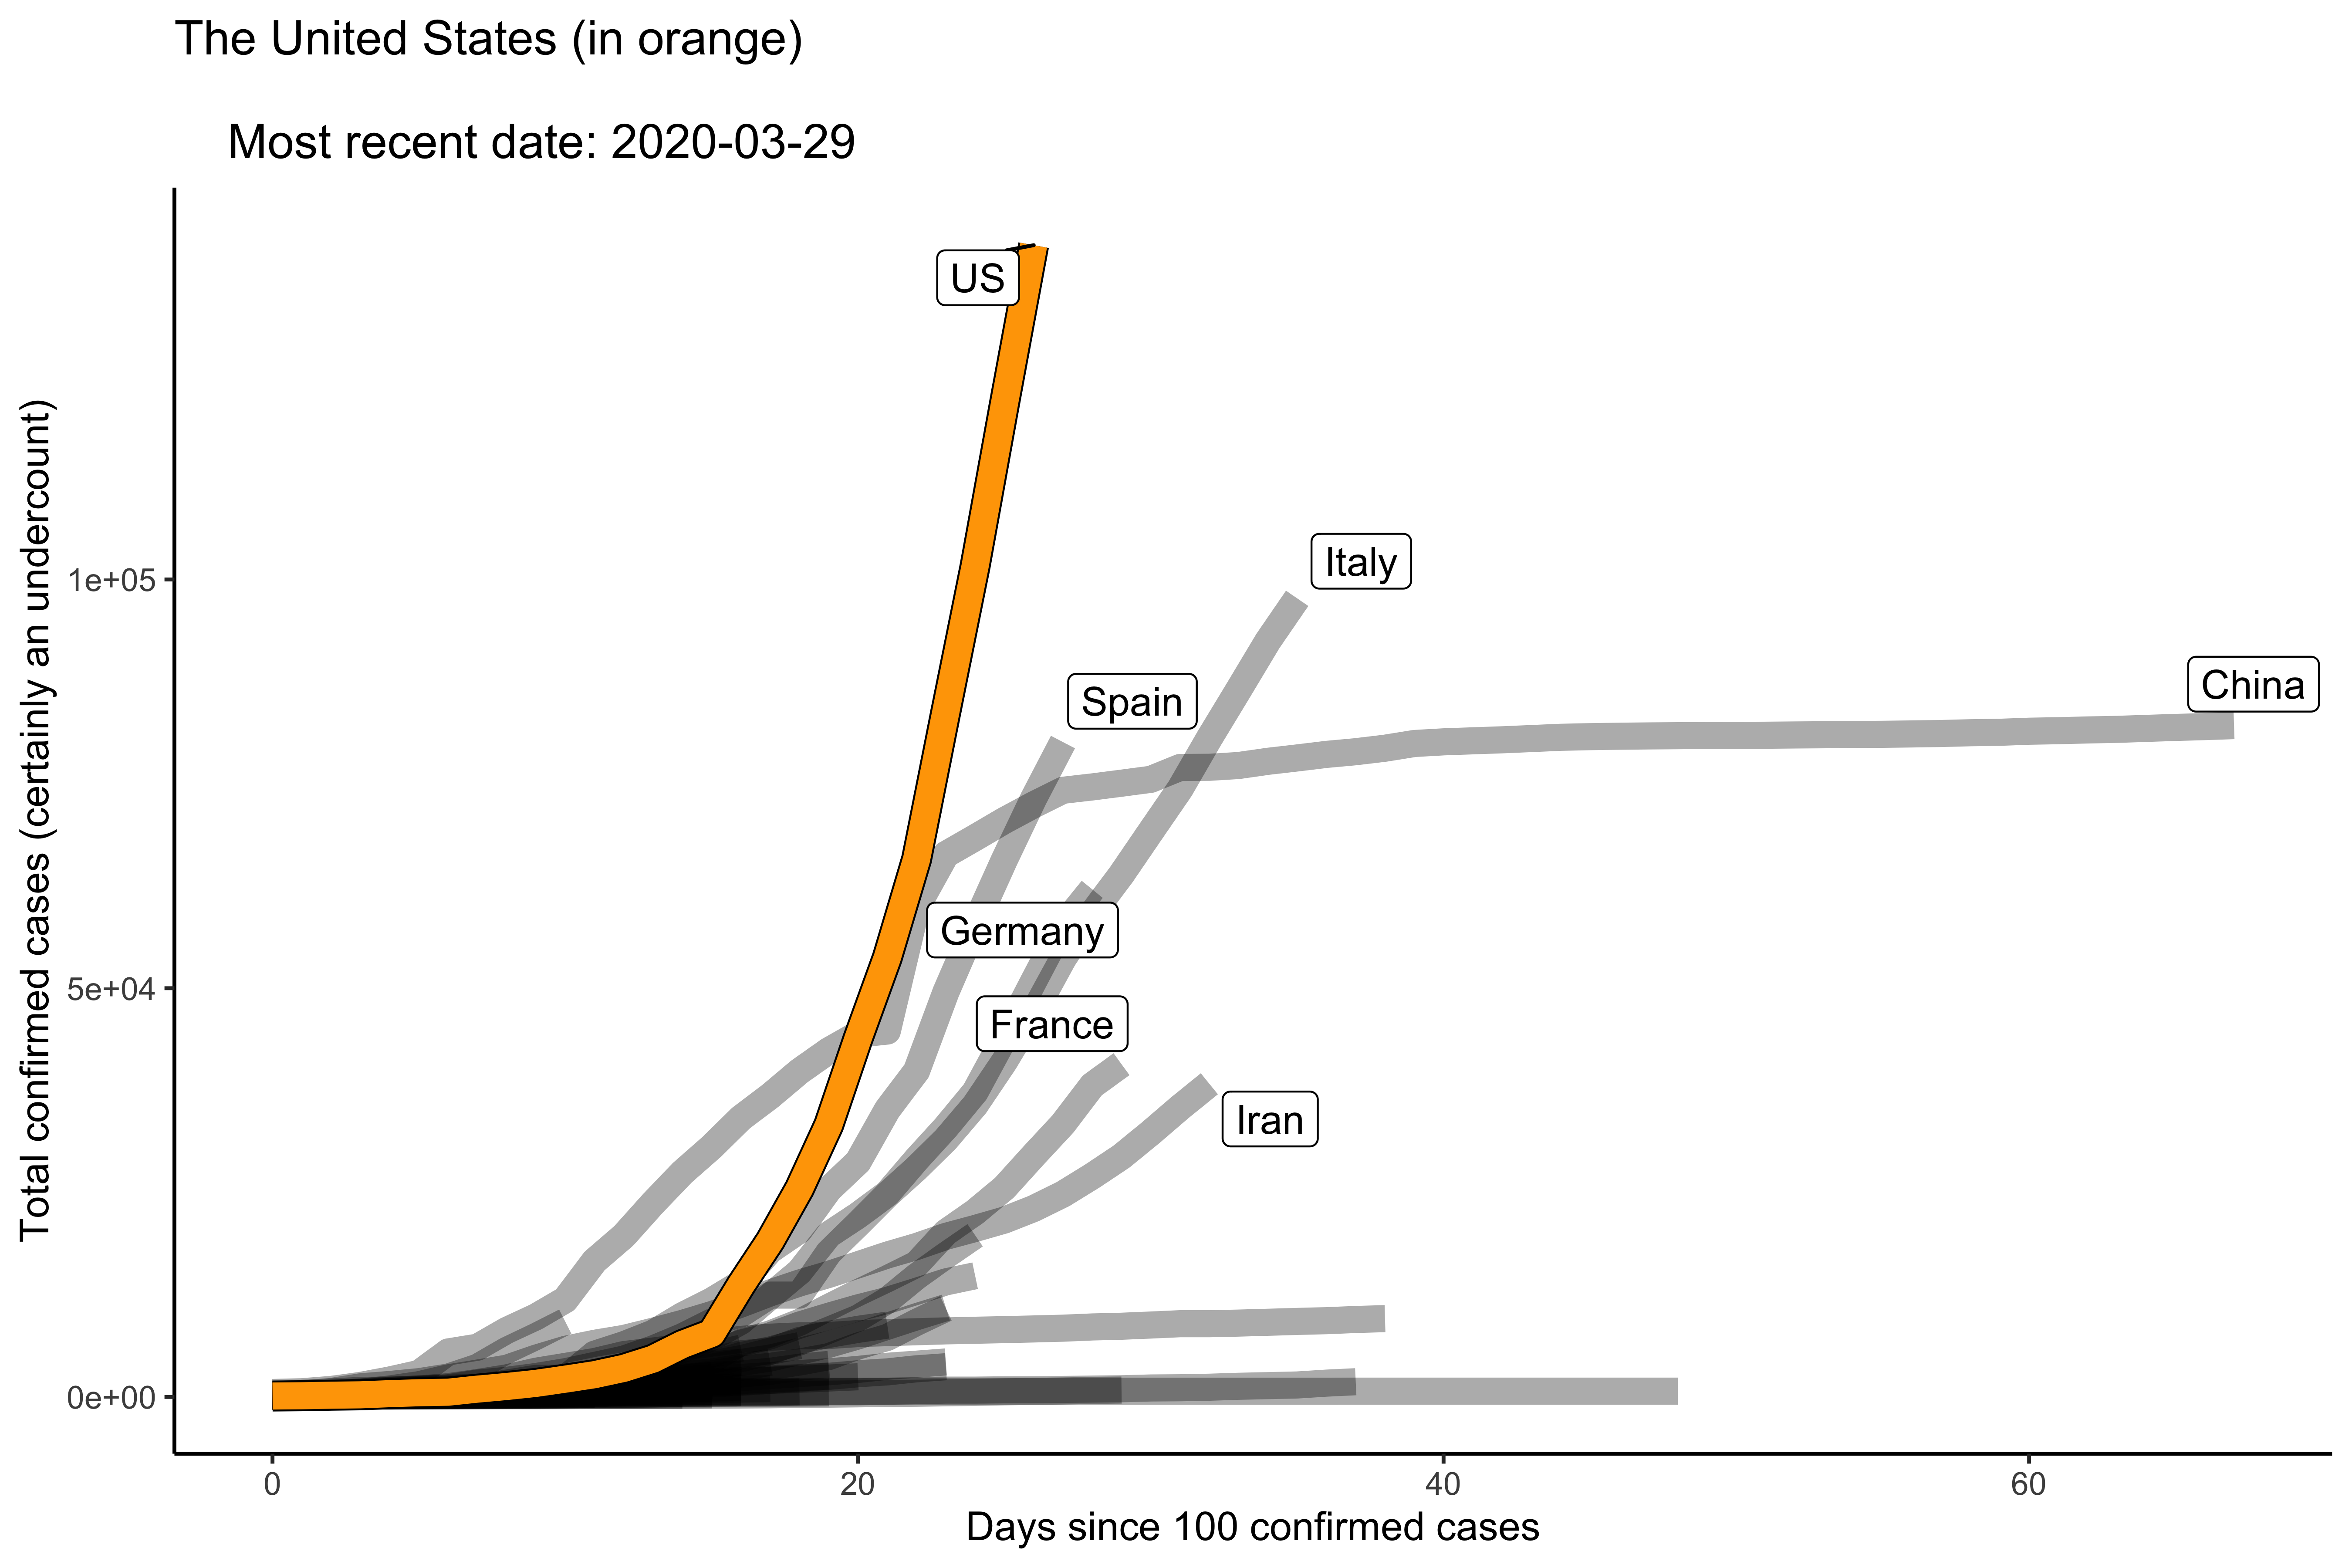 The United States (in orange)
Most recent date: 2020-03-29
Total confirmed cases (certainly an undercount)
1e+05
5e+04
0e+00
US
Italy
Spain
China
Germany
France
Iran
0
20
40
60
Days since 100 confirmed cases